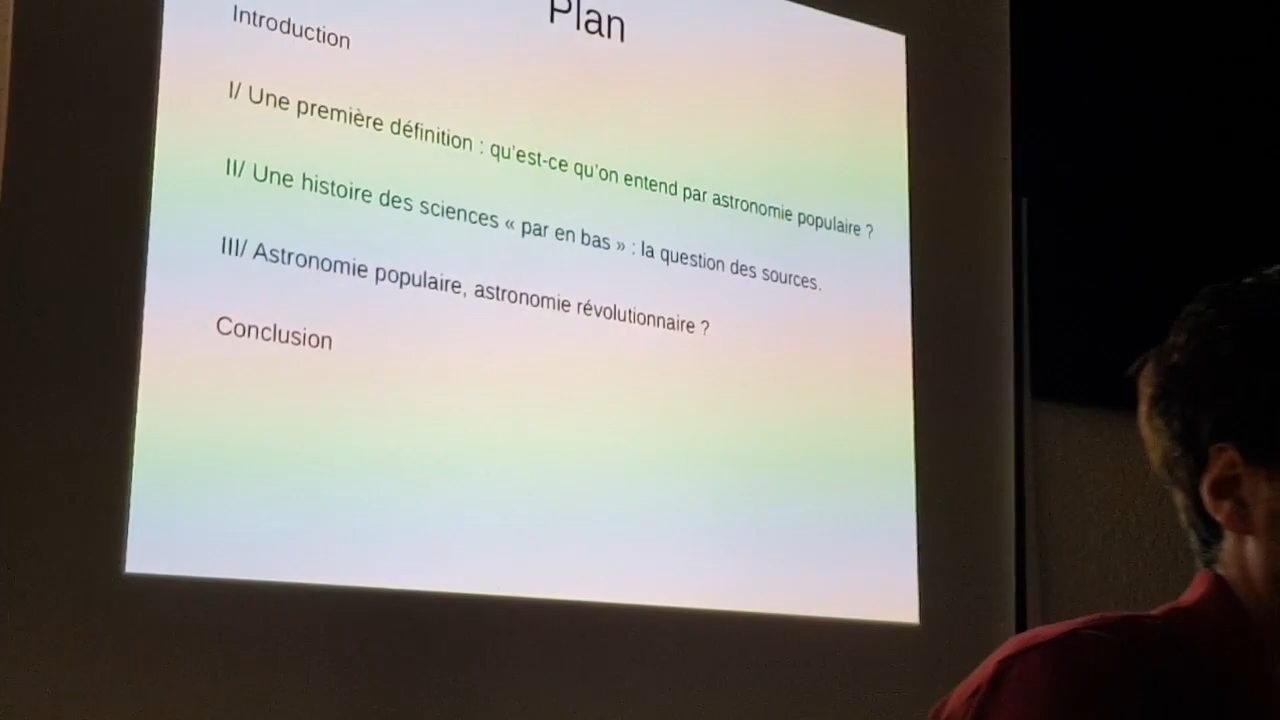 Plan
Introduction
I/ Une première définition : qu'est-ce qu'on entend par astronomie populaire ?
II/ Une histoire des sciences « par en bas » : la question des sources.
III/ Astronomie populaire, astronomie révolutionnaire ?
Conclusion